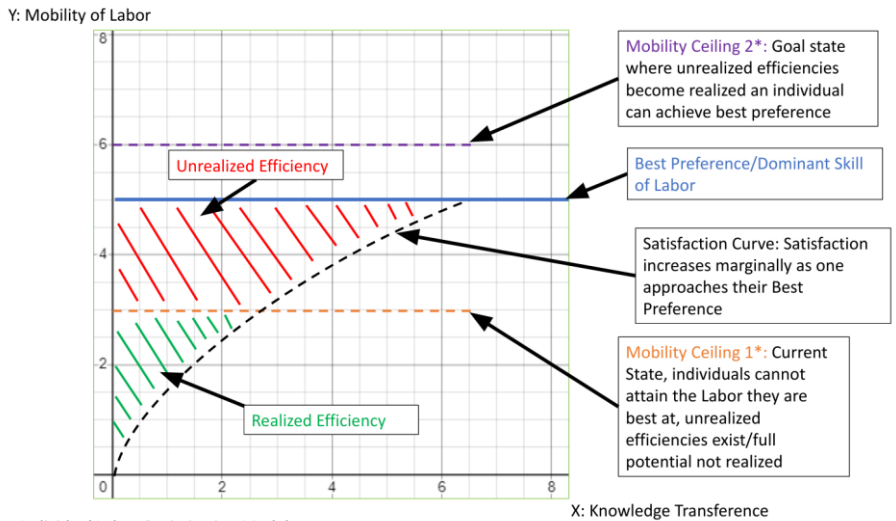 Y: Mobility of Labor
8
6
4
2
0
2
4
6
8
X: Knowledge Transference
Unrealized Efficiency
Realized Efficiency
Mobility Ceiling 2*: Goal state
where unrealized efficiencies
become realized an individual
can achieve best preference
Best Preference/Dominant Skill
of Labor
Satisfaction Curve: Satisfaction
increases marginally as one
approaches their Best
Preference
Mobility Ceiling 1*: Current
State, individuals cannot
attain the Labor they are
best at, unrealized
efficiencies exist/full
potential not realized